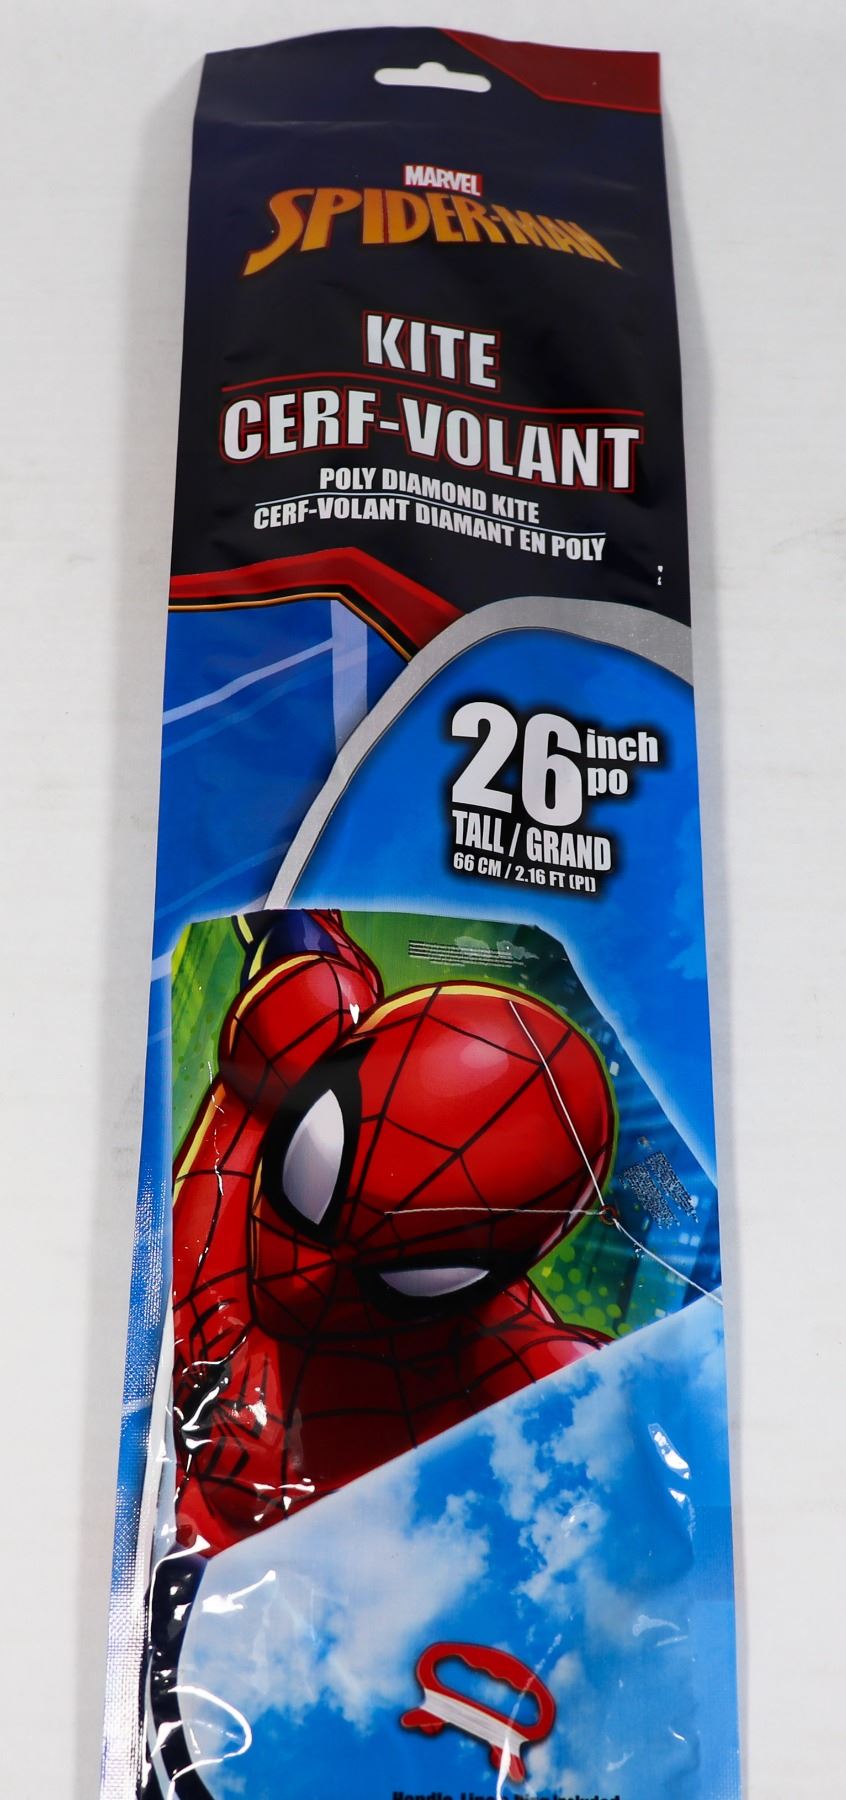 MARVEL
SPIDER-MAN
KITE
CERF-VOLANT
POLY DIAMOND KITE
CERF-VOLANT DIAMANT EN POLY
26 inch
po
TALL / GRAND
66 CM / 2.16 FT (PI)